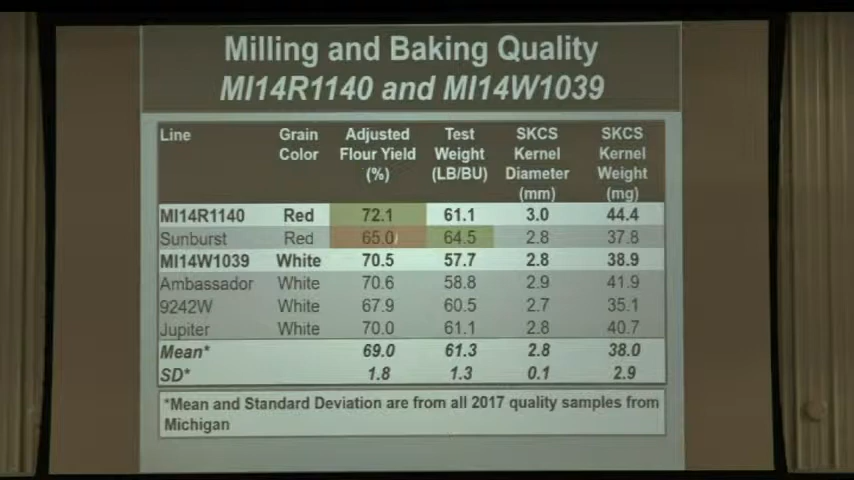 Milling and Baking Quality
MI14R1140 and MI14W1039
Line Grain Color Adjusted Flour Yield (%) Test Weight (LB/BU) SKCS Kernel Diameter (mm) SKCS Kernel Weight (mg)
MI14R1140 Red 72.1 61.1 3.0 44.4
Sunburst Red 65.0 64.5 2.8 37.8
MI14W1039 White 70.5 57.7 2.8 38.9
Ambassador White 70.6 58.8 2.9 41.9
9242W White 67.9 60.5 2.7 35.1
Jupiter White 70.0 61.1 2.8 40.7
Mean* 69.0 61.3 2.8 38.0
SD* 1.8 1.3 0.1 2.9
*Mean and Standard Deviation are from all 2017 quality samples from
Michigan